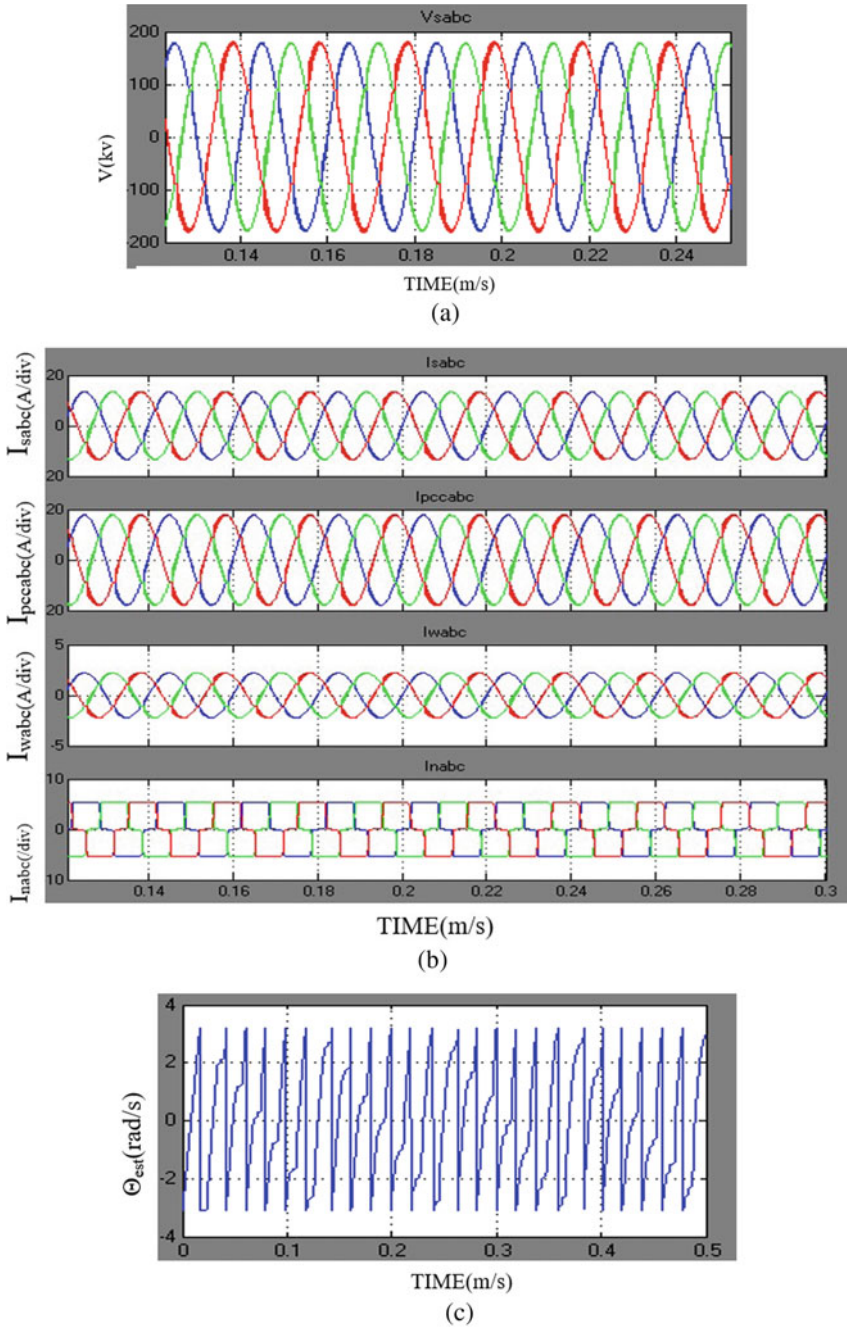 Vsabc
200
100
0
-100
-200
V(kv)
0.14 0.16 0.18 0.2 0.22 0.24
TIME(m/s)
(a)
Isabc
20
0
20
Isabc(A/div)
Ipccabc
20
0
20
Ipccabc(A/div)
Iwabc
5
0
-5
Iwabc(A/div)
Inabc
10
0
10
Inabc(/div)
0.14 0.16 0.18 0.2 0.22 0.24 0.26 0.28 0.3
TIME(m/s)
(b)
4
2
0
-2
-4
Θest(rad/s)
0 0.1 0.2 0.3 0.4 0.5
TIME(m/s)
(c)